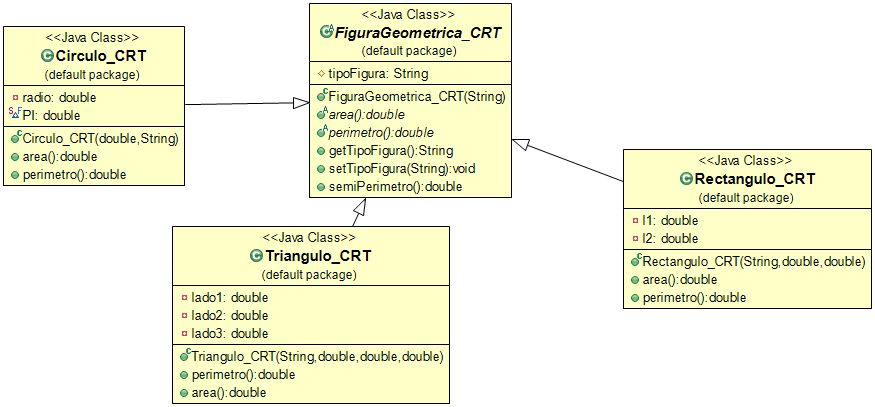 <<Java Class>>
Circulo_CRT
(default package)
radio: double
PI: double
Circulo_CRT(double,String)
area():double
perimetro():double
<<Java Class>>
FiguraGeometrica_CRT
(default package)
tipoFigura: String
FiguraGeometrica_CRT(String)
area():double
perimetro():double
getTipoFigura():String
setTipoFigura(String):void
semiPerimetro():double
<<Java Class>>
Rectangulo_CRT
(default package)
l1: double
l2: double
Rectangulo_CRT(String,double,double)
area():double
perimetro():double
<<Java Class>>
Triangulo_CRT
(default package)
lado1: double
lado2: double
lado3: double
Triangulo_CRT(String,double,double,double)
perimetro():double
area():double